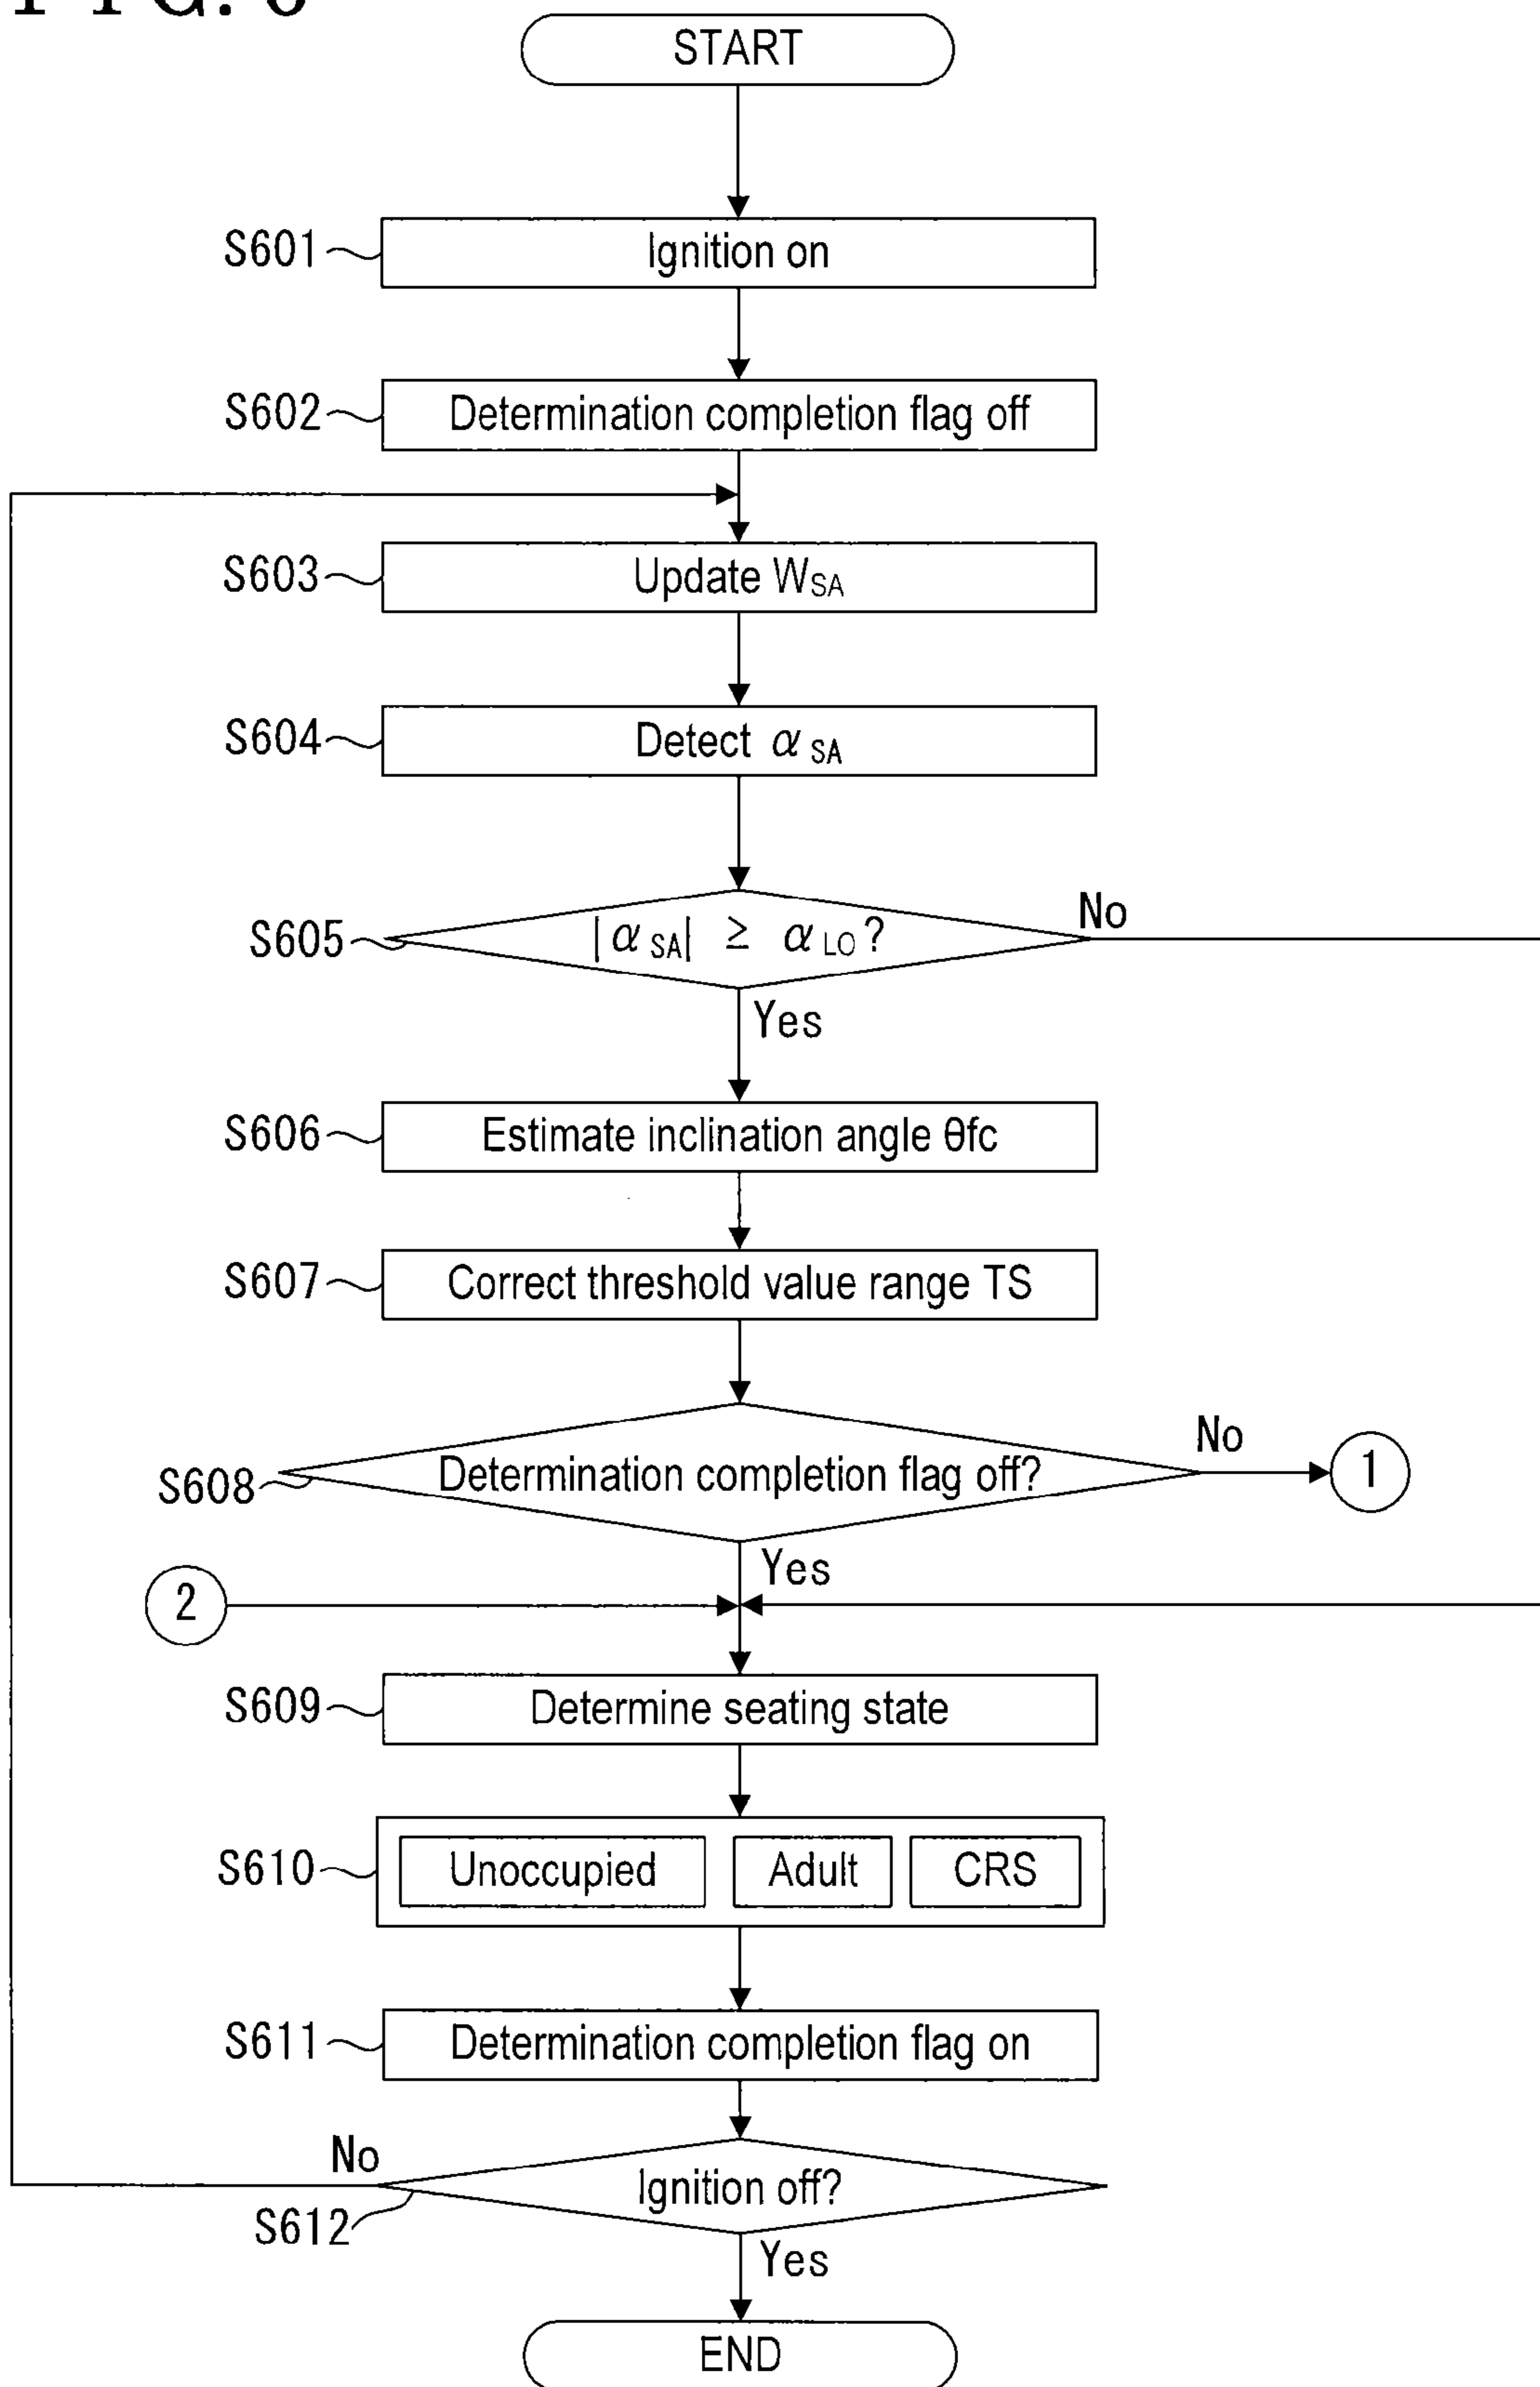 START
S601
Ignition on
S602
Determination completion flag off
S603
Update WSA
S604
Detect αSA
S605
|αSA| ≥ αLO?
No
Yes
S606
Estimate inclination angle θfc
S607
Correct threshold value range TS
S608
Determination completion flag off?
No
1
Yes
2
S609
Determine seating state
S610
Unoccupied
Adult
CRS
S611
Determination completion flag on
No
Ignition off?
S612
Yes
END